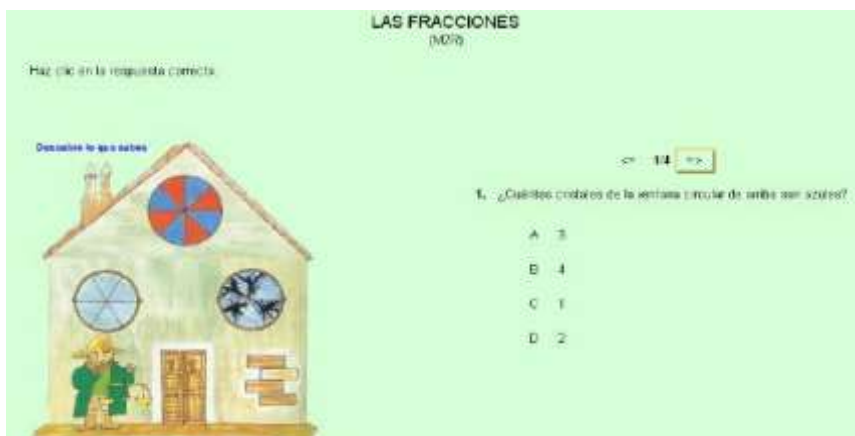 LAS FRACCIONES
(M2R)
Haz clic en la respuesta correcta.
Descubre lo que sabes
<= 1/4 =>
1. ¿Cuántos cristales de la ventana circular de arriba son azules?
A 3
B 4
C 1
D 2